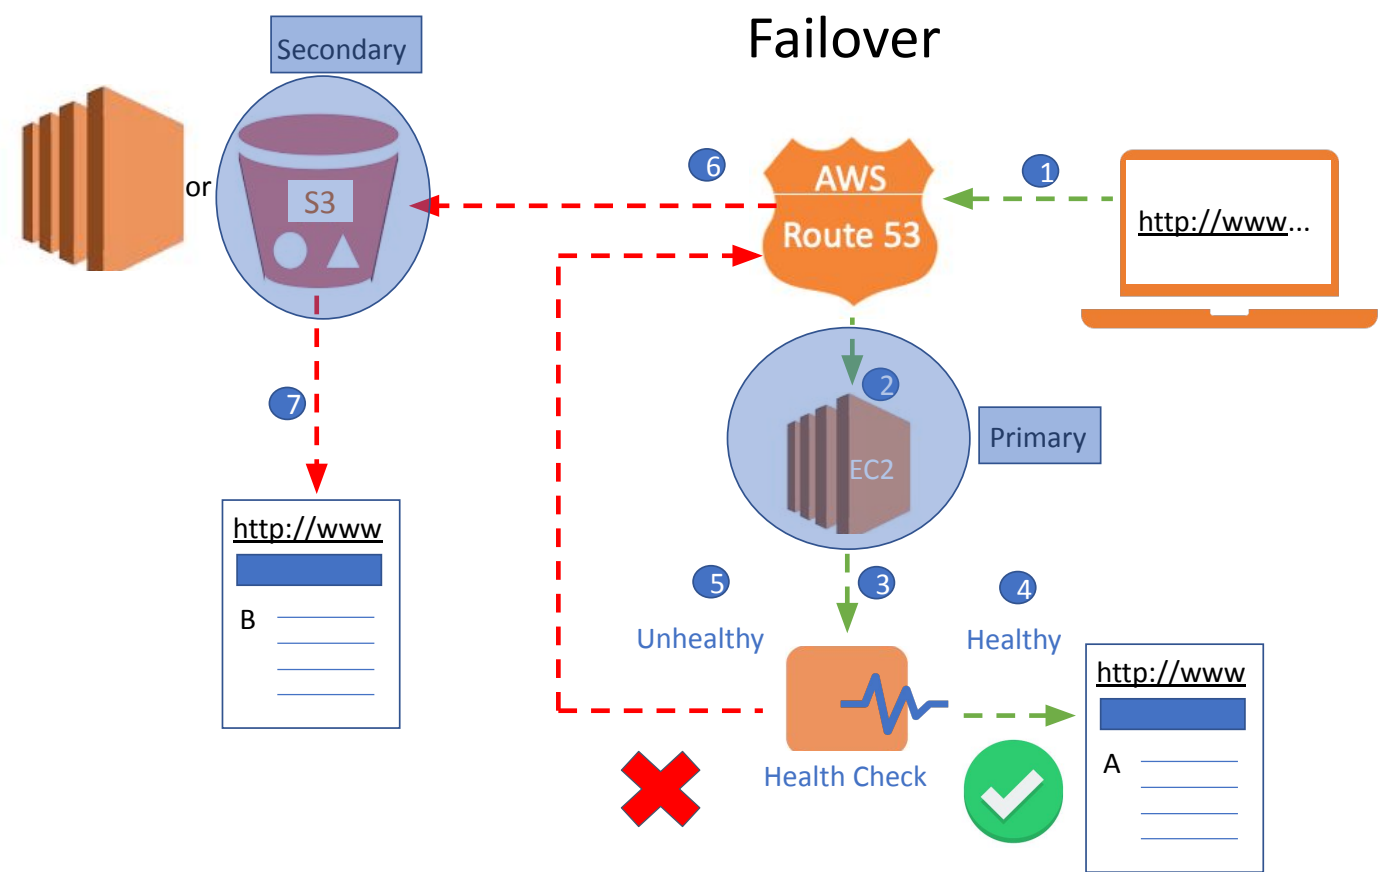 Failover
Secondary
or
S3
6
AWS
Route 53
1
http://www...
2
EC2
Primary
7
http://www
B
5
Unhealthy
3
4
Healthy
Health Check
http://www
A